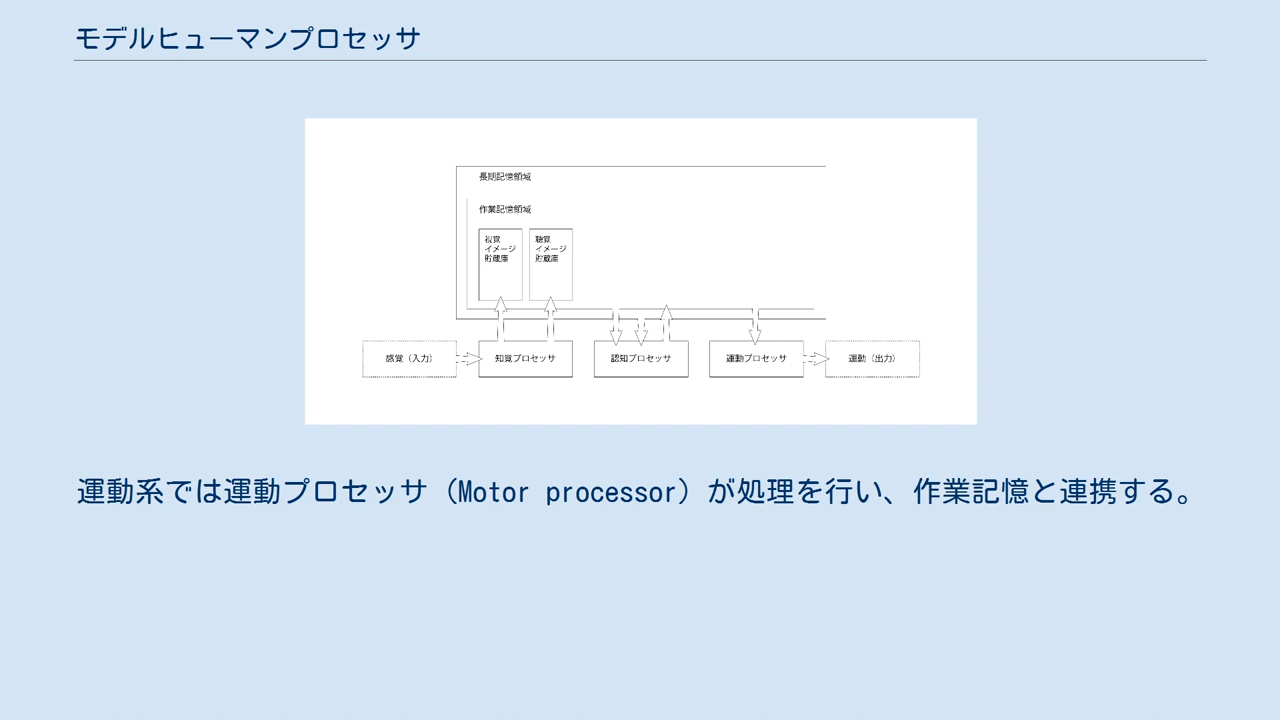 モデルヒューマンプロセッサ
長期記憶領域
作業記憶領域
視覚
イメージ
貯蔵庫
聴覚
イメージ
貯蔵庫
感覚（入力）
知覚プロセッサ
認知プロセッサ
運動プロセッサ
運動（出力）
運動系では運動プロセッサ（Motor processor）が処理を行い、作業記憶と連携する。